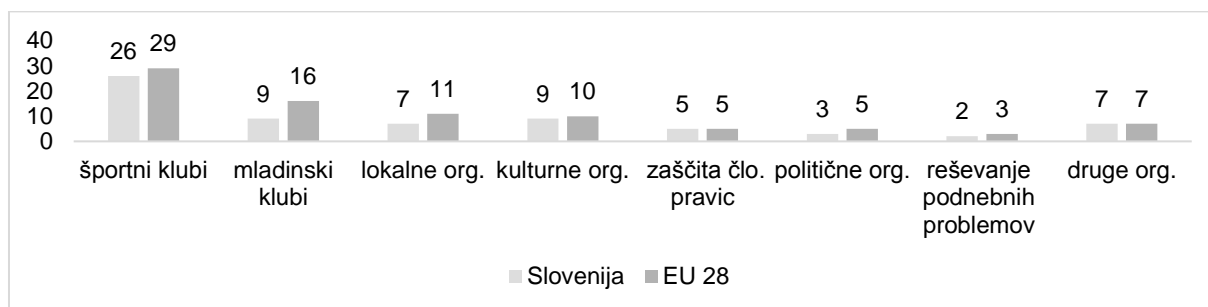 40
30
20
10
0
26 29
9 16
7 11
9 10
5 5
3 5
2 3
7 7
športni klubi
mladinski
klubi
lokalne org.
kulturne org.
zaščita člo.
pravic
politične org.
reševanje
podnebnih
problemov
druge org.
Slovenija EU 28